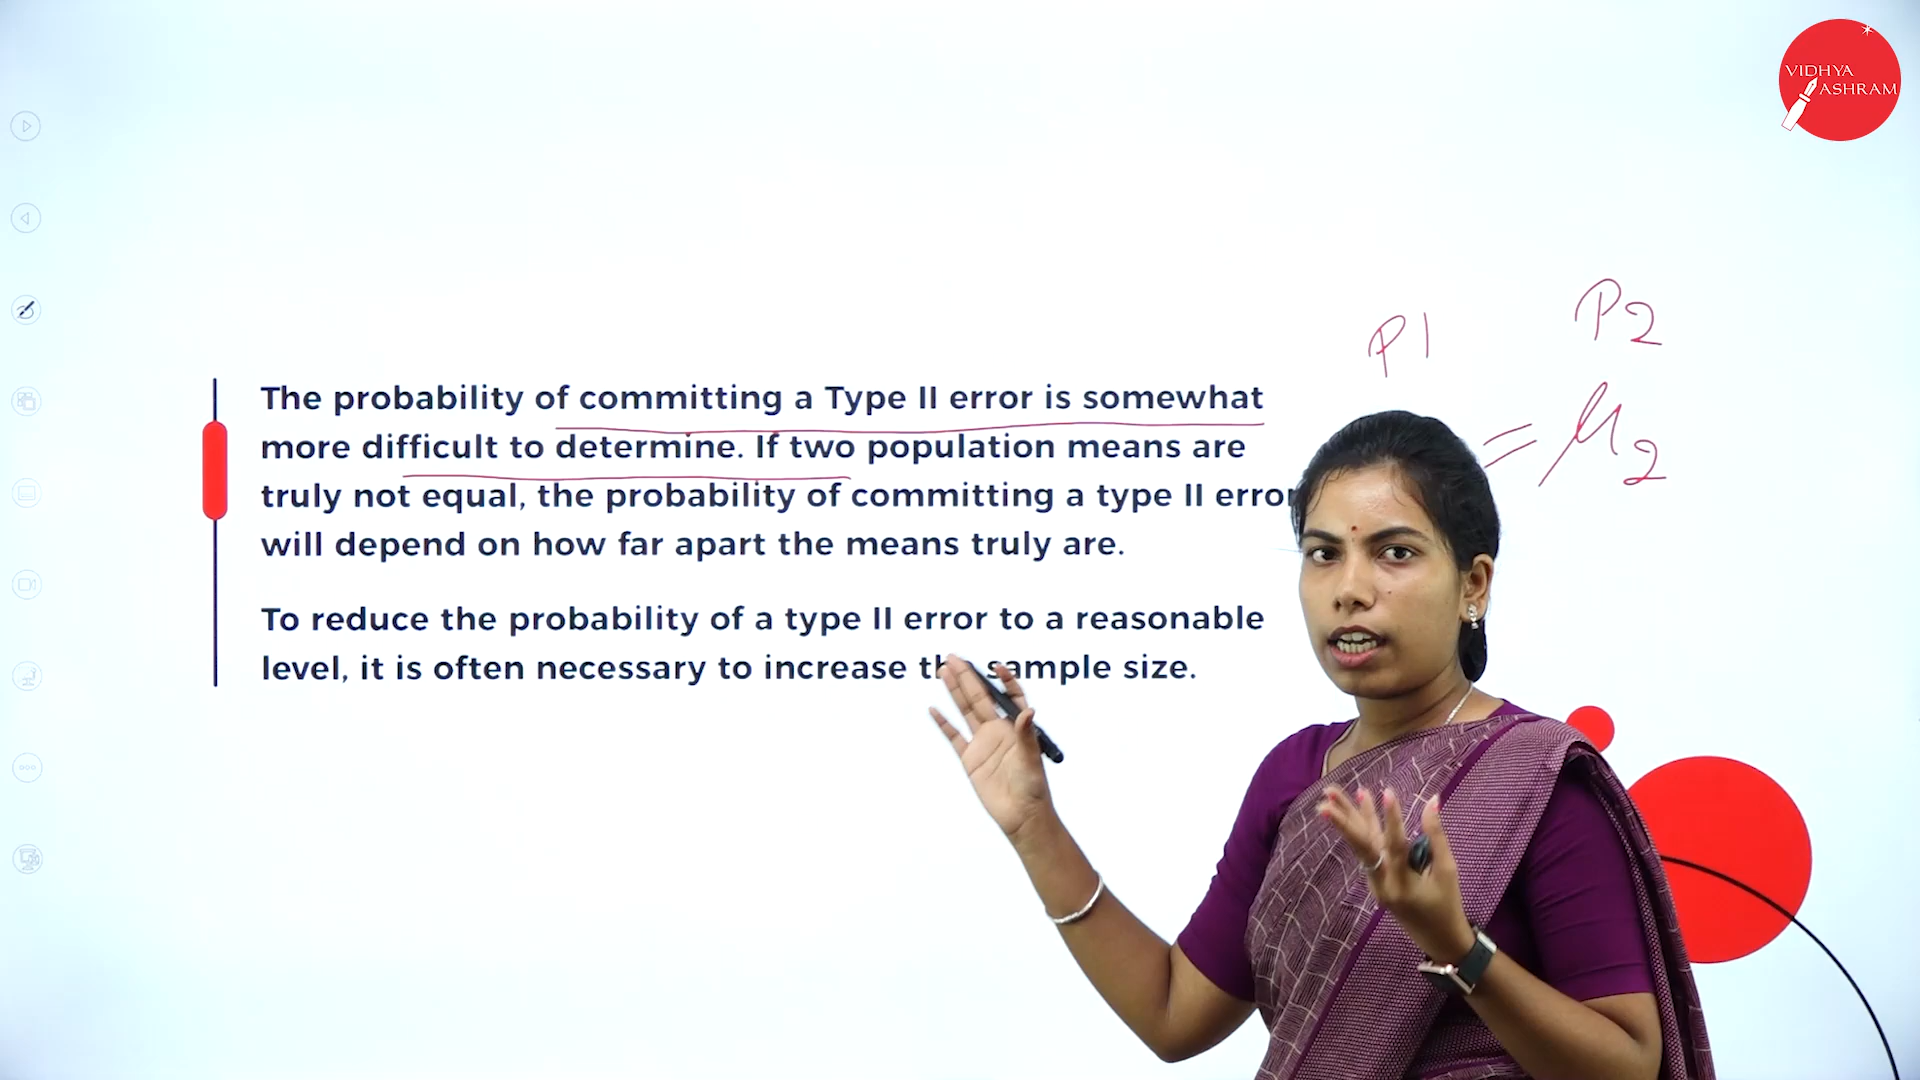 VIDHYA
ASHRAM
P1 P2
= μ2
The probability of committing a Type II error is somewhat
more difficult to determine. If two population means are
truly not equal, the probability of committing a type II error
will depend on how far apart the means truly are.
To reduce the probability of a type II error to a reasonable
level, it is often necessary to increase the sample size.